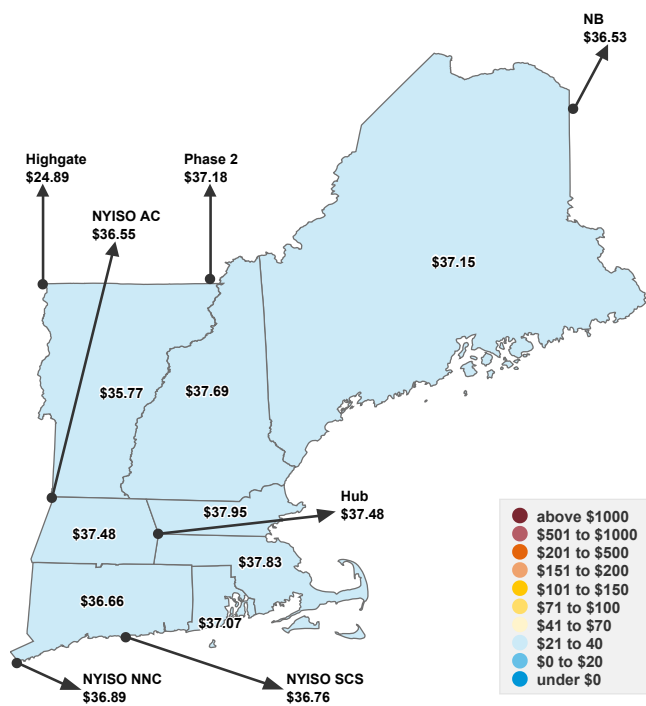 NB
$36.53
Highgate
$24.89
Phase 2
$37.18
NYISO AC
$36.55
$37.15
$35.77
$37.69
Hub
$37.48
$37.95
$37.48
$37.83
$36.66
$37.07
NYISO NNC
$36.89
NYISO SCS
$36.76
above $1000
$501 to $1000
$201 to $500
$151 to $200
$101 to $150
$71 to $100
$41 to $70
$21 to 40
$0 to $20
under $0